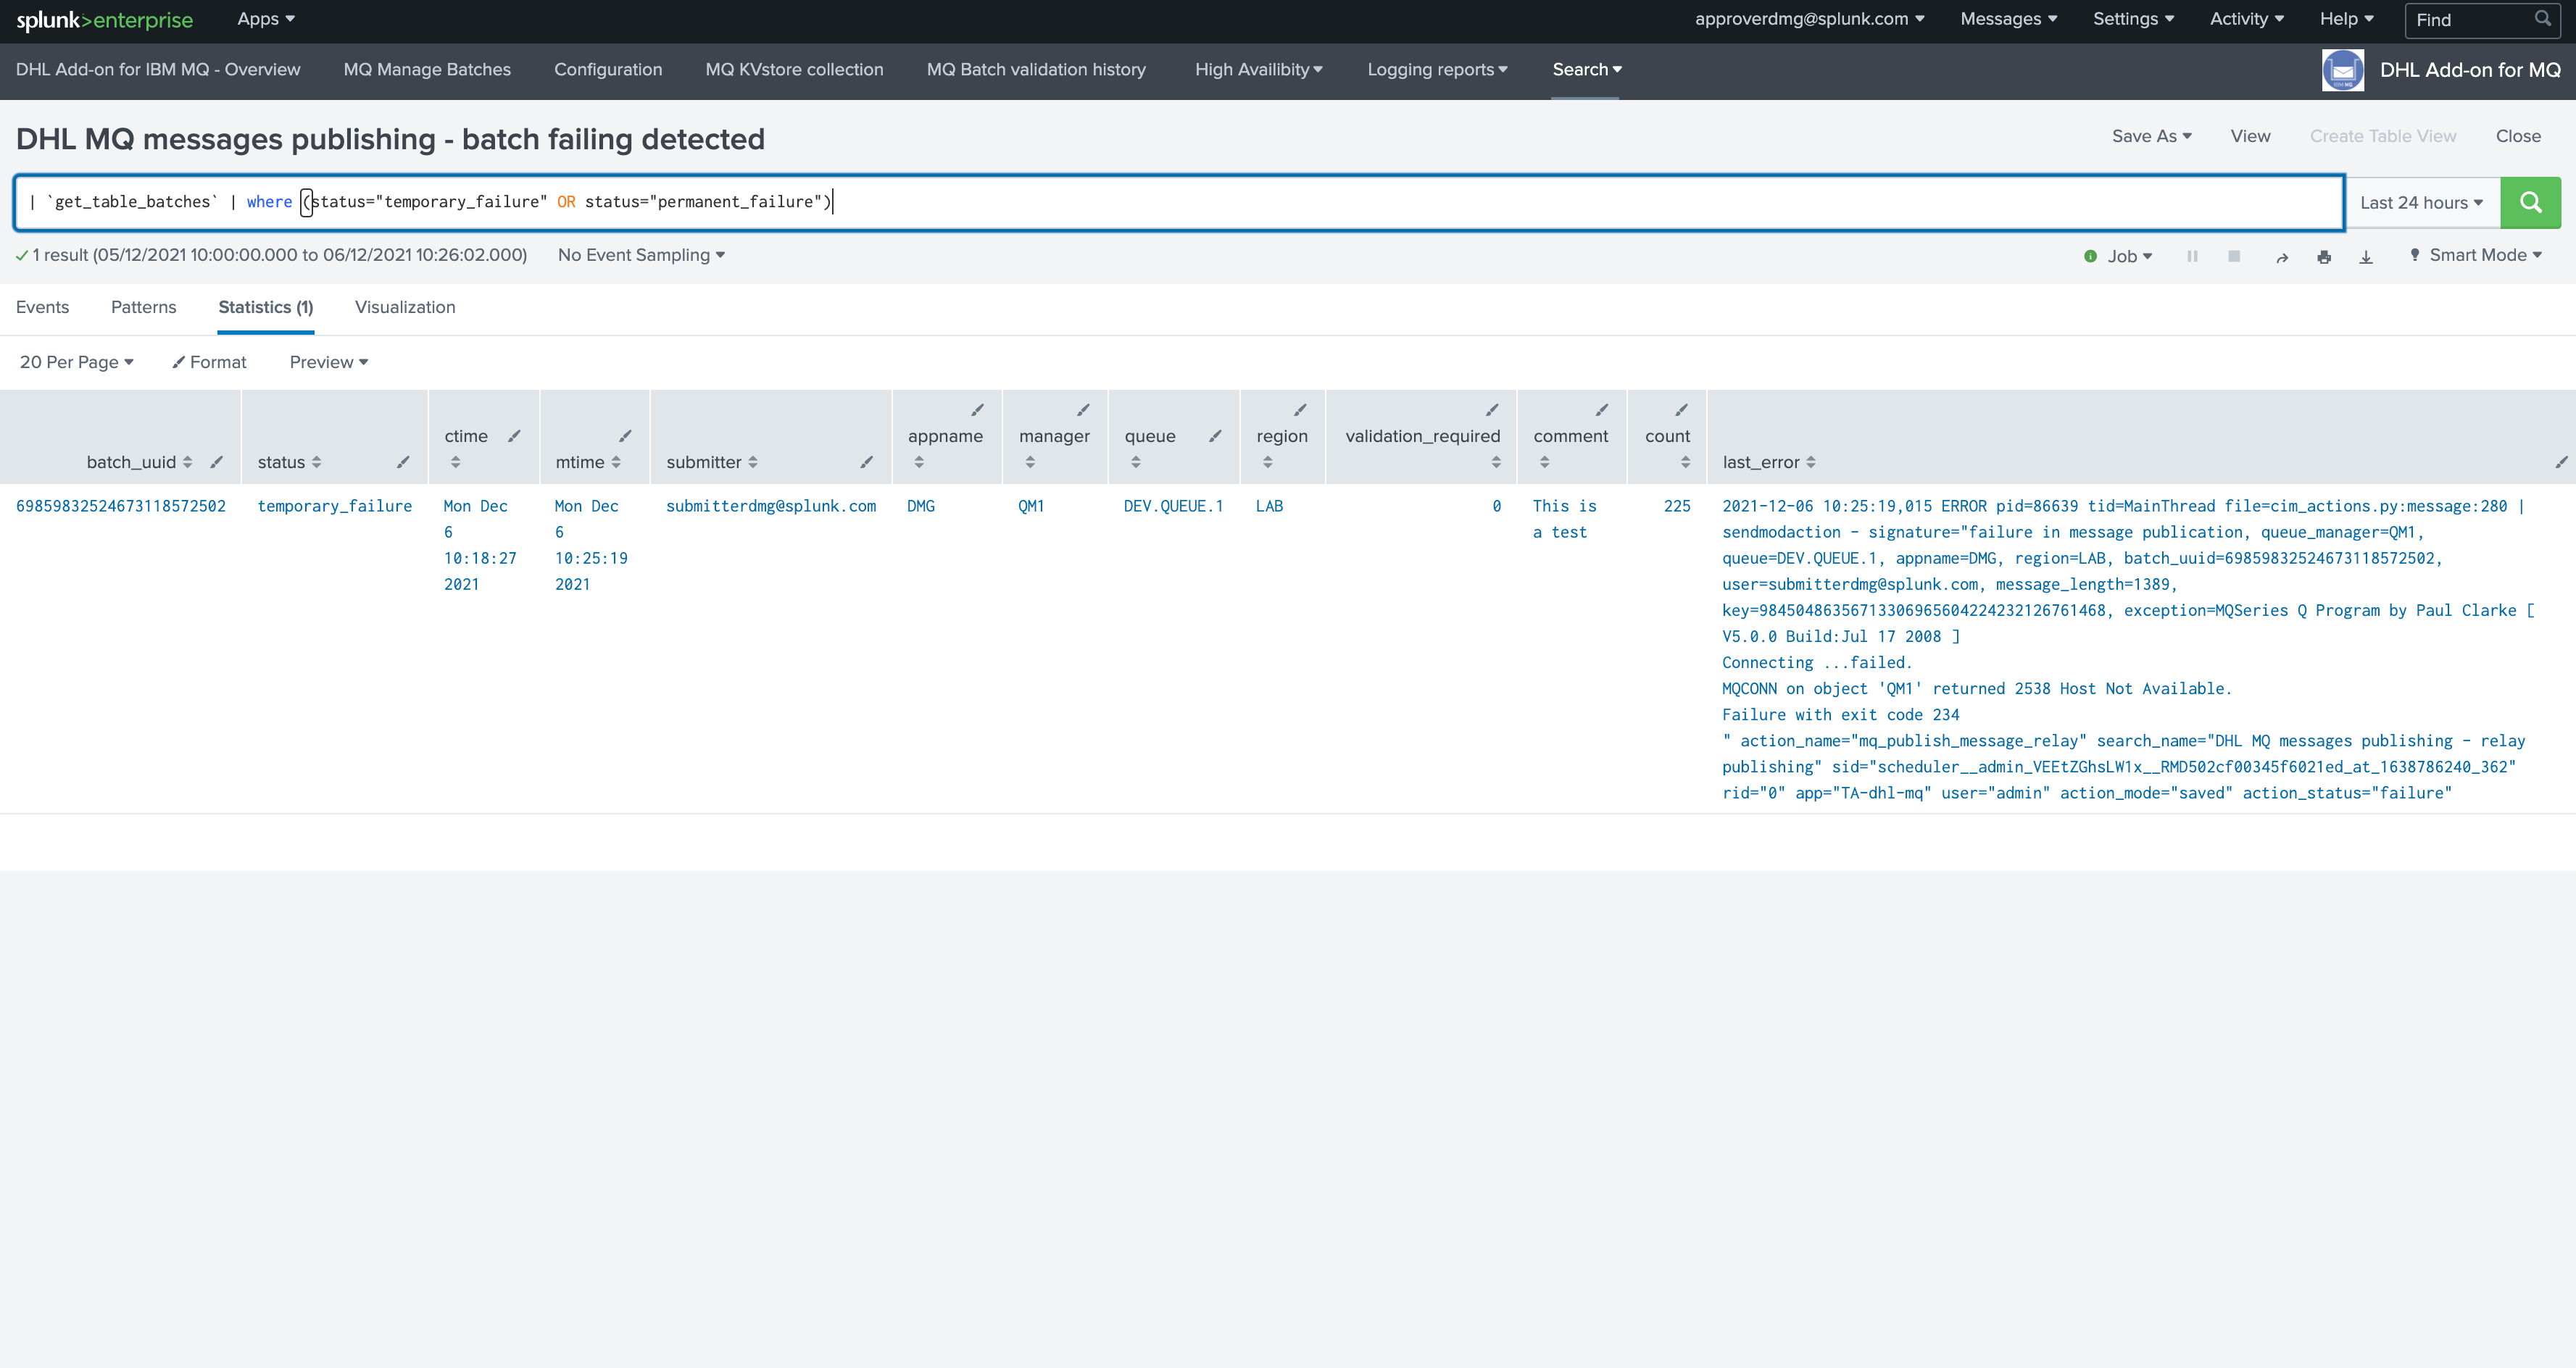 splunk>enterprise Apps approverdmg@splunk.com Messages Settings Activity Help Find
DHL Add-on for IBM MQ - Overview MQ Manage Batches Configuration MQ KVstore collection MQ Batch validation history High Availibity Logging reports Search DHL Add-on for MQ
DHL MQ messages publishing - batch failing detected Save As View Create Table View Close
| `get_table_batches` | where (status="temporary_failure" OR status="permanent_failure") Last 24 hours
1 result (05/12/2021 10:00:00.000 to 06/12/2021 10:26:02.000) No Event Sampling Job Smart Mode
Events Patterns Statistics (1) Visualization
20 Per Page Format Preview
batch_uuid status ctime mtime submitter appname manager queue region validation_required comment count last_error
69859832524673118572502 temporary_failure Mon Dec Mon Dec submitterdmg@splunk.com DMG QM1 DEV.QUEUE.1 LAB 0 This is 225 2021-12-06 10:25:19,015 ERROR pid=86639 tid=MainThread file=cim_actions.py:message:280 |
6 6 a test sendmodaction - signature="failure in message publication, queue_manager=QM1,
10:18:27 10:25:19 queue=DEV.QUEUE.1, appname=DMG, region=LAB, batch_uuid=69859832524673118572502,
2021 2021 user=submitterdmg@splunk.com, message_length=1389,
key=98450486356713306965604224232126761468, exception=MQSeries Q Program by Paul Clarke [
V5.0.0 Build:Jul 17 2008 ]
Connecting ...failed.
MQCONN on object 'QM1' returned 2538 Host Not Available.
Failure with exit code 234
" action_name="mq_publish_message_relay" search_name="DHL MQ messages publishing - relay
publishing" sid="scheduler__admin_VEEtZGhsLW1x__RMD502cf00345f6021ed_at_1638786240_362"
rid="0" app="TA-dhl-mq" user="admin" action_mode="saved" action_status="failure"